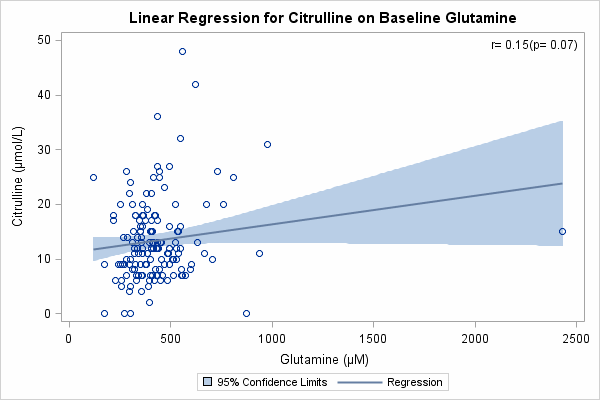 Linear Regression for Citrulline on Baseline Glutamine
r= 0.15(p= 0.07)
Citrulline (µmol/L)
50
40
30
20
10
0
0 500 1000 1500 2000 2500
Glutamine (µM)
95% Confidence Limits Regression